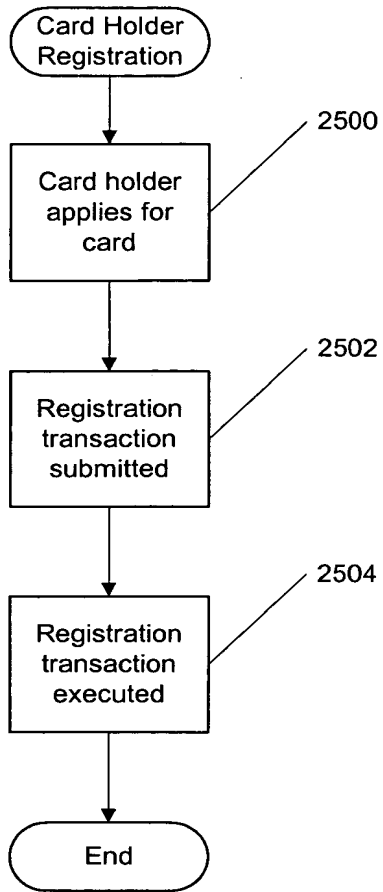 Card Holder
Registration
2500
Card holder
applies for
card
2502
Registration
transaction
submitted
2504
Registration
transaction
executed
End